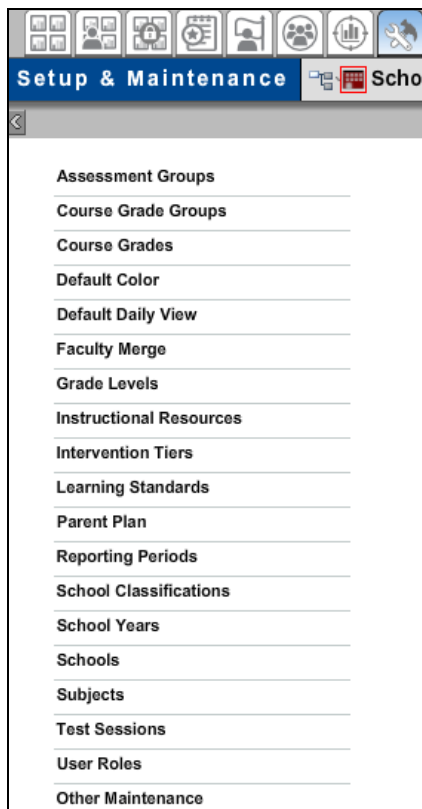 Setup & Maintenance Scho
Assessment Groups
Course Grade Groups
Course Grades
Default Color
Default Daily View
Faculty Merge
Grade Levels
Instructional Resources
Intervention Tiers
Learning Standards
Parent Plan
Reporting Periods
School Classifications
School Years
Schools
Subjects
Test Sessions
User Roles
Other Maintenance